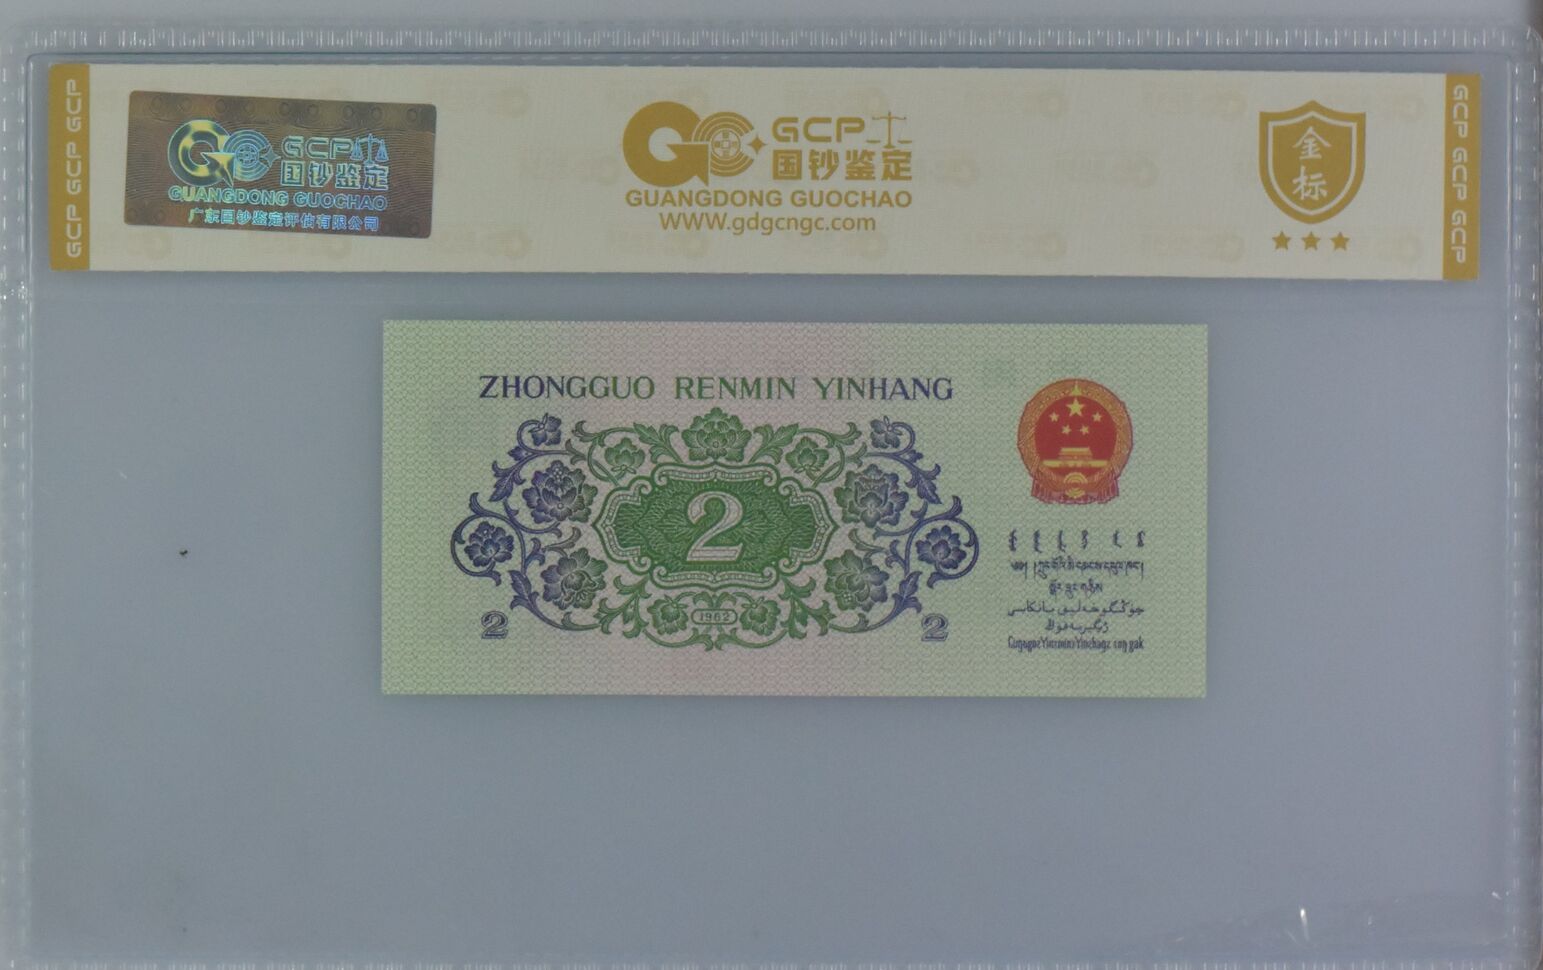 GCP GCP GCP
GCP
国钞鉴定
GUANGDONG GUOCHAO
广东国钞鉴定评估有限公司
GCP
国钞鉴定
GUANGDONG GUOCHAO
WWW.gdgcngc.com
金标
GCP GCP GCP
ZHONGGUO RENMIN YINHANG
2
1962
2
2